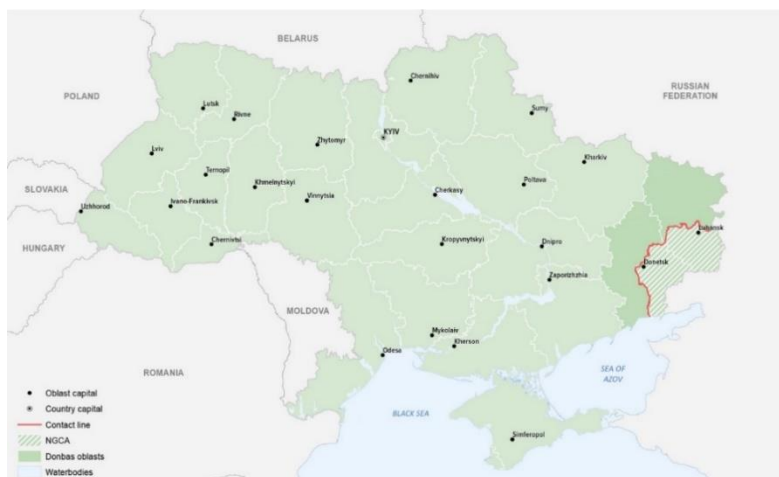 BELARUS
POLAND
RUSSIAN
FEDERATION
Chernihiv
Lutsk
Rivne
Sumy
KYIV
Zhytomyr
Lviv
Kharkiv
Ternopil
Khmelnytskyi
Poltava
SLOVAKIA
Cherkasy
Vinnytsia
Uzhhorod
Ivano-Frankivsk
Luhansk
HUNGARY
Chernivtsi
Kropyvnytskyi
Dnipro
Donetsk
Zaporizhzhia
MOLDOVA
Mykolaiv
Kherson
Odesa
ROMANIA
SEA OF
AZOV
BLACK SEA
Simferopol
Oblast capital
Country capital
Contact line
NGCA
Donbas oblasts
Waterbodies